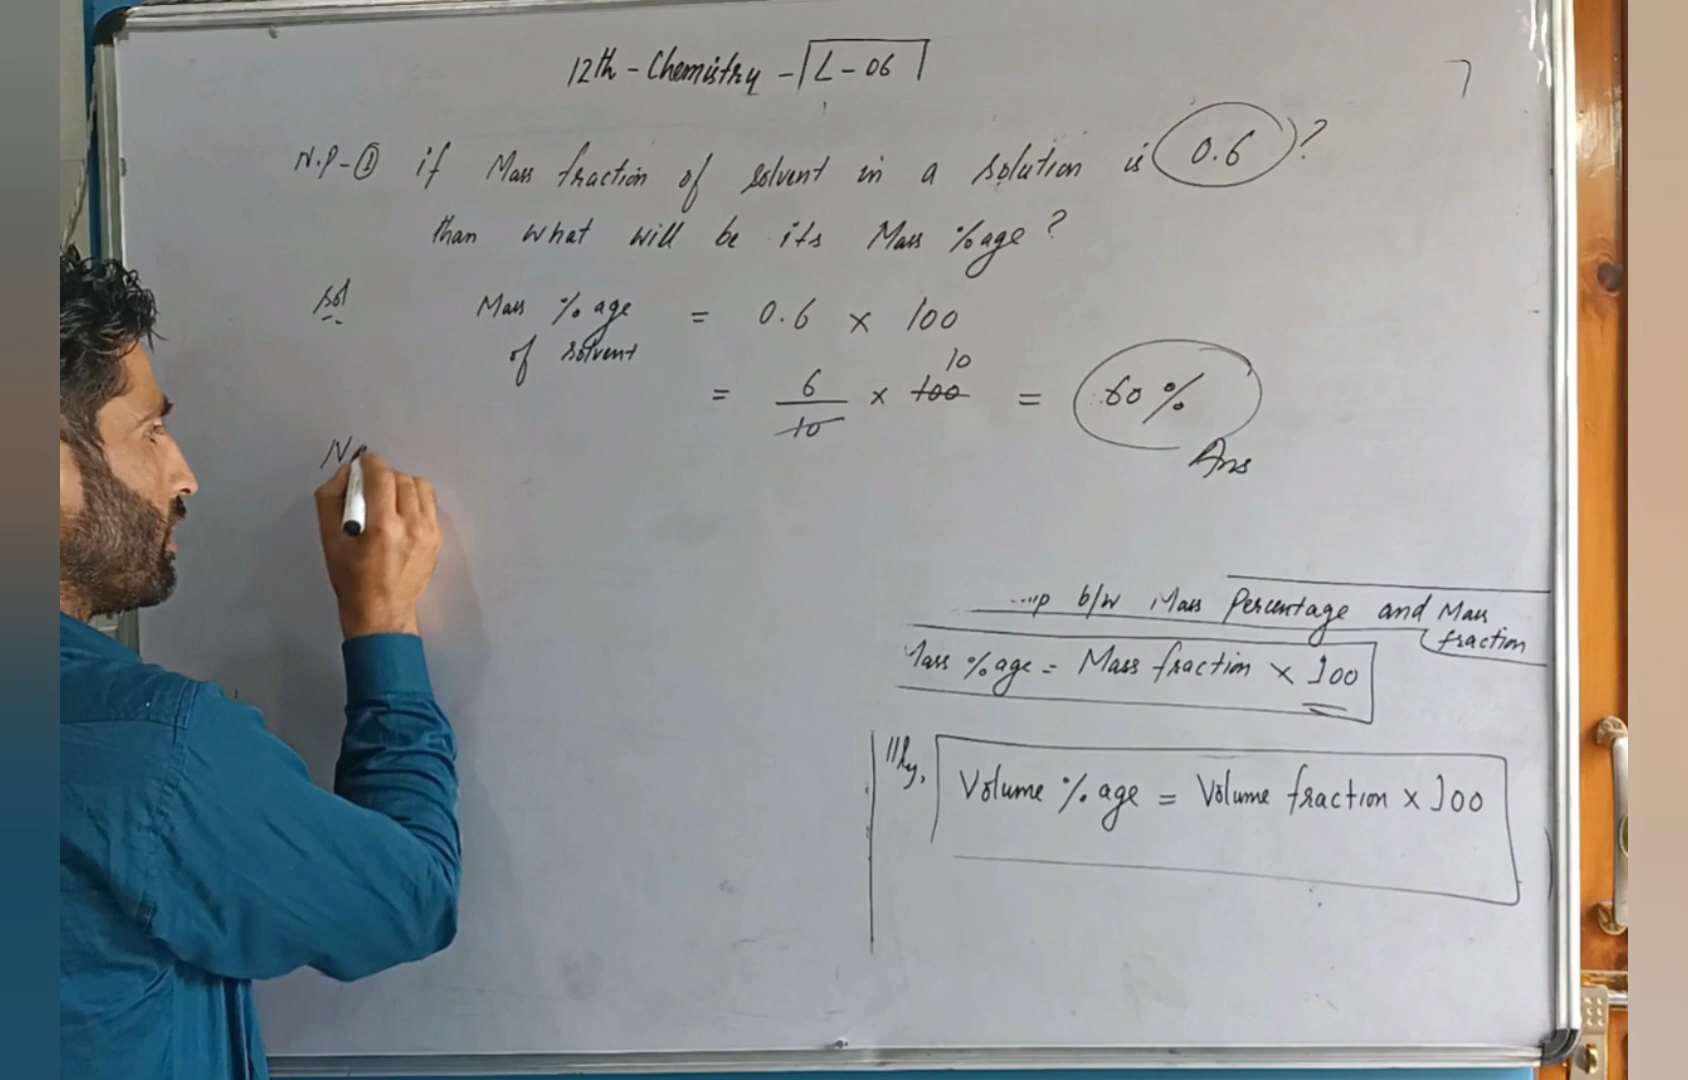 12th - Chemistry - L - 06
N.P - ① if Mass fraction of solvent in a solution is 0.6 ?
than what will be its Mass %age ?
sol Mass %age = 0.6 × 100
of solvent
10
= 6/10 × 100 = 60 %
Ans
N
b/w Mass Percentage and Mass
fraction
Mass %age = Mass fraction × 100
llly,
Volume %age = Volume fraction × 100